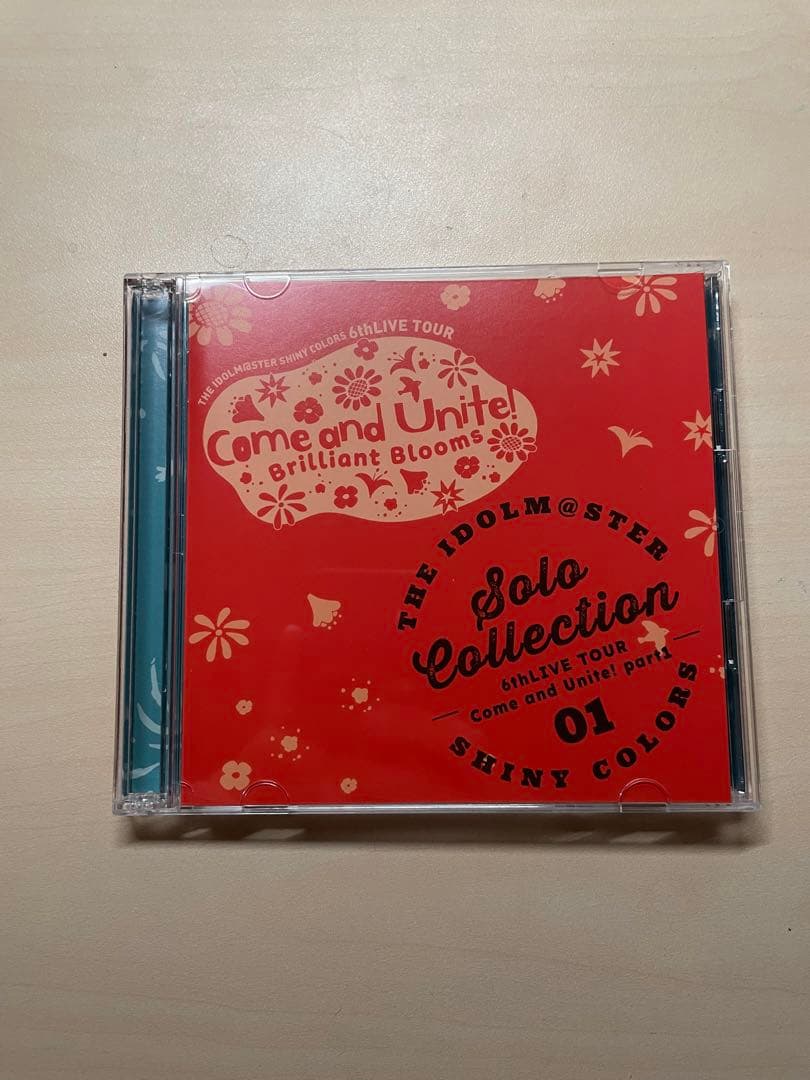 THE IDOLM@STER SHINY COLORS 6thLIVE TOUR
Come and Unite!
Brilliant Blooms
THE IDOLM@STER
Solo
Collection
6thLIVE TOUR
Come and Unite! part1
01
SHINY COLORS